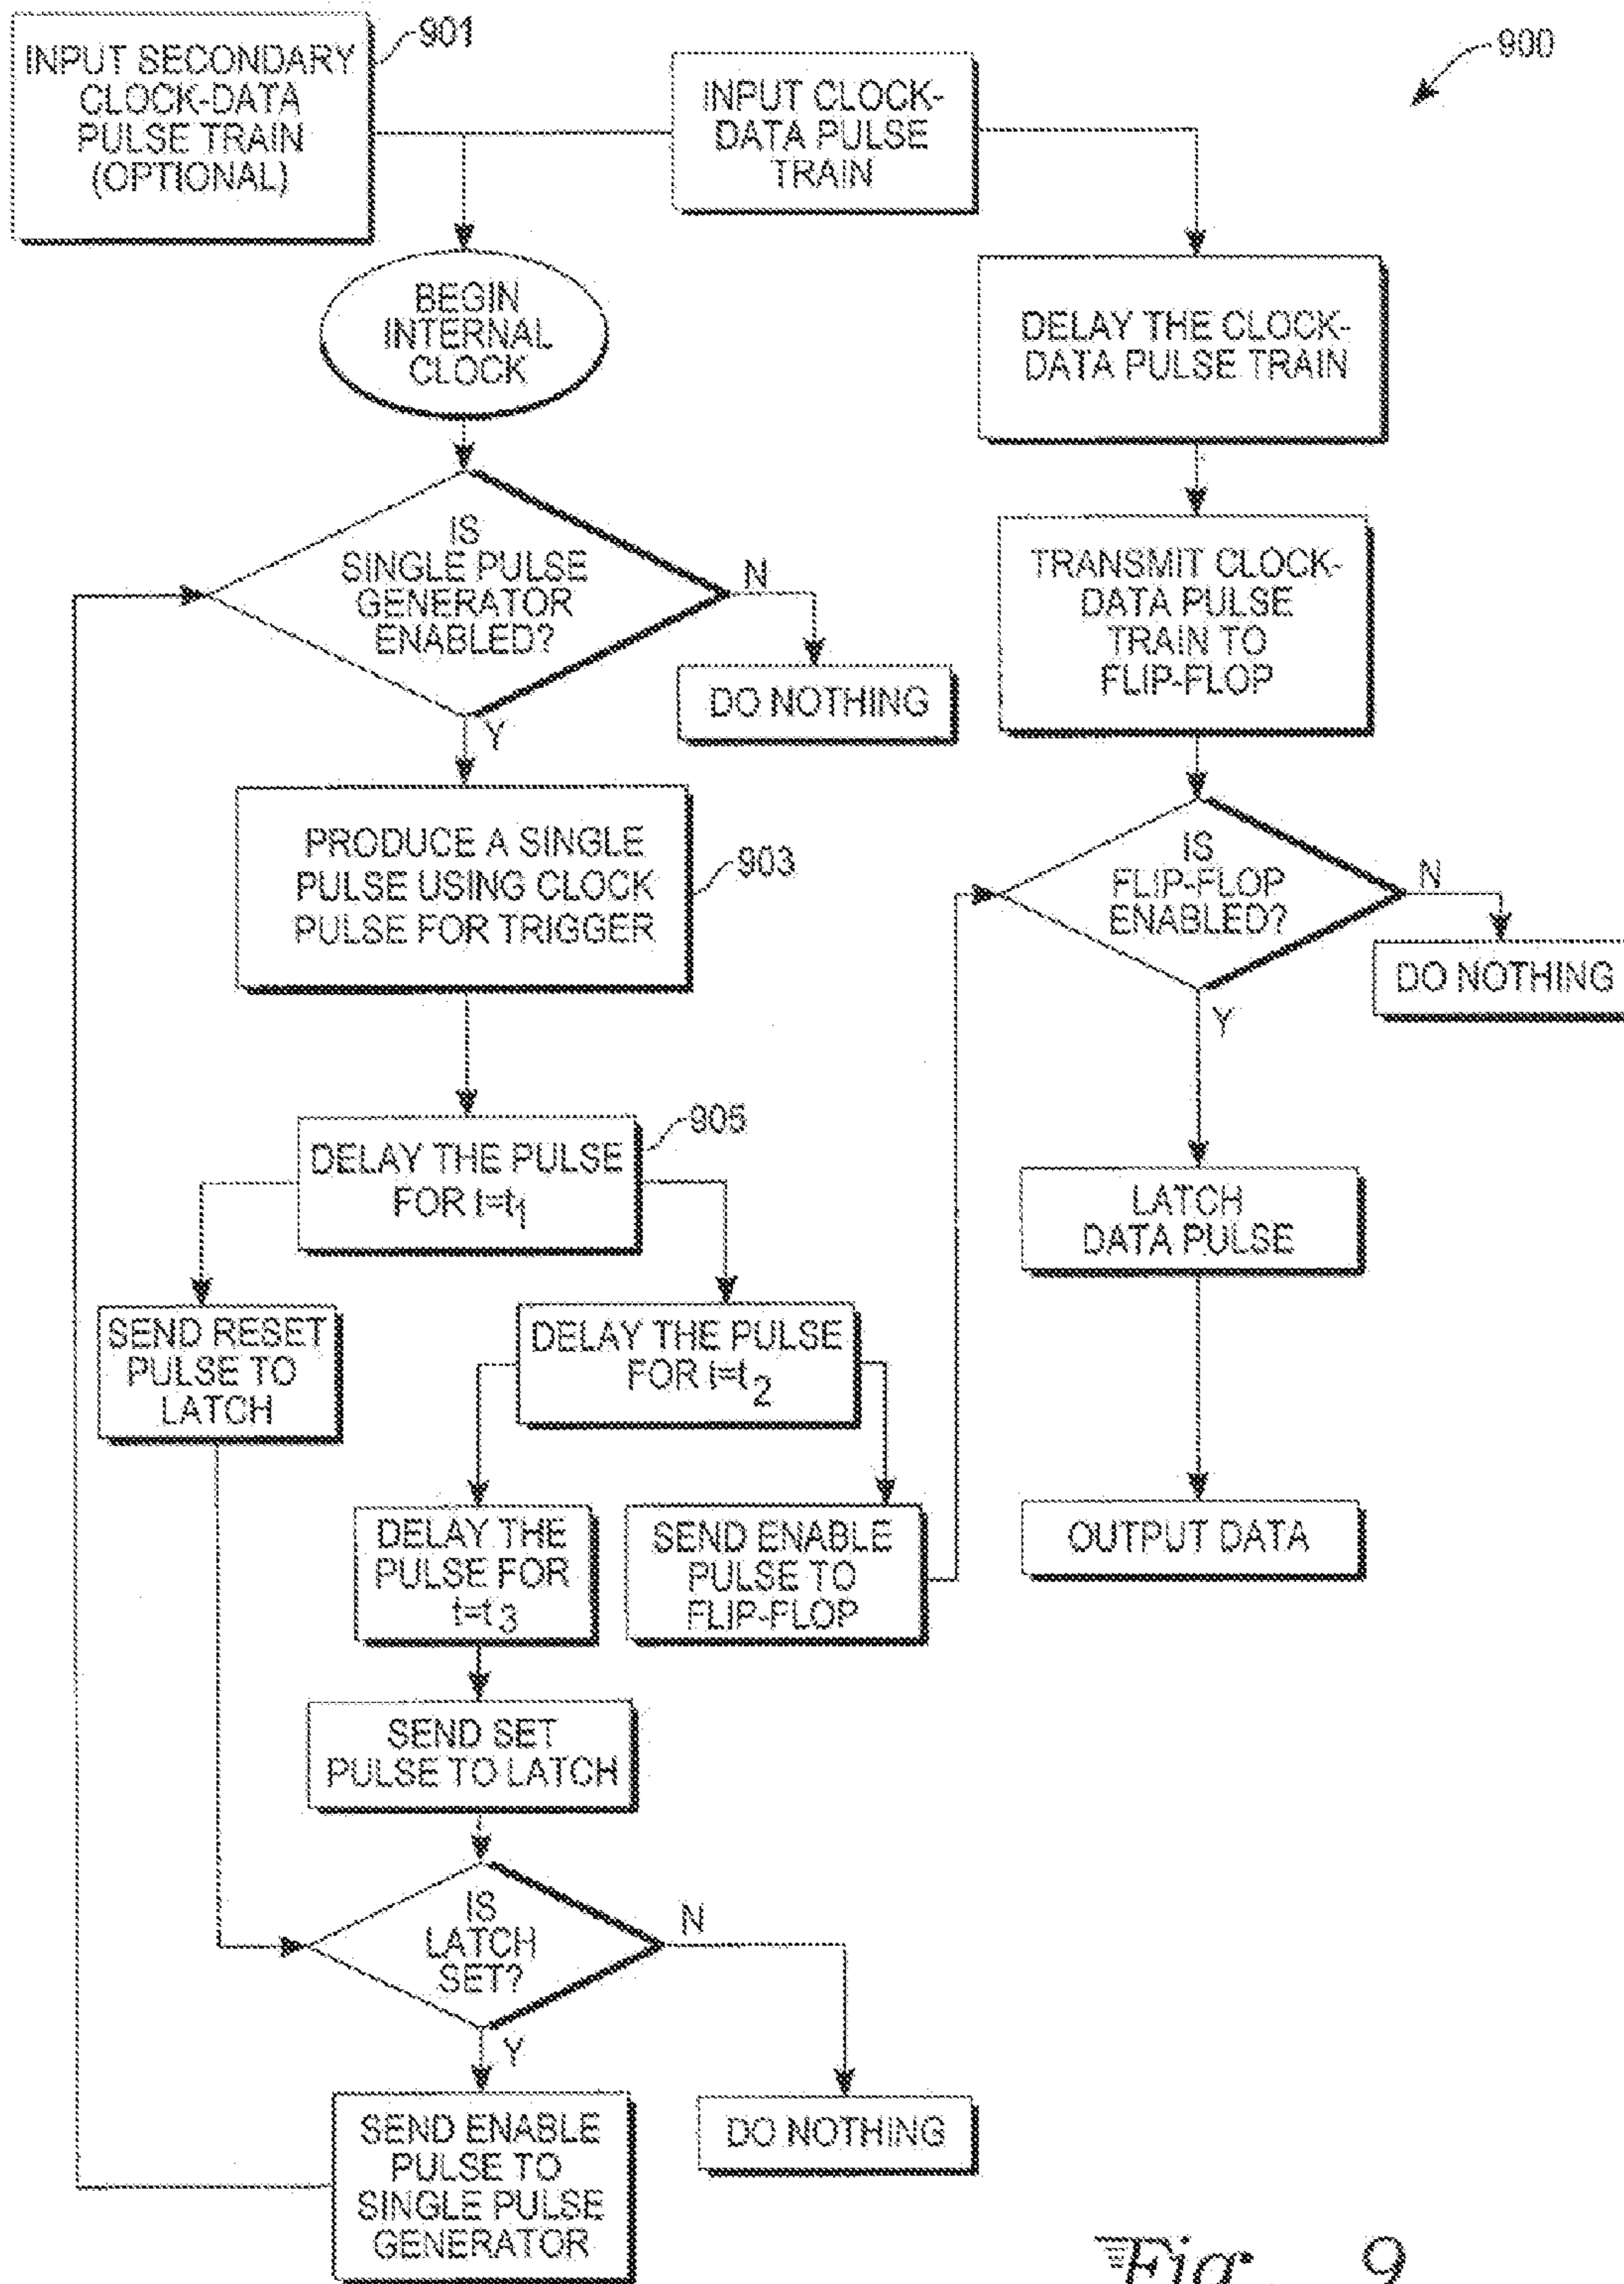 INPUT SECONDARY
CLOCK-DATA
PULSE TRAIN
(OPTIONAL)
901
INPUT CLOCK-
DATA PULSE
TRAIN
900
BEGIN
INTERNAL
CLOCK
DELAY THE CLOCK-
DATA PULSE TRAIN
IS
SINGLE PULSE
GENERATOR
ENABLED?
N
Y
DO NOTHING
TRANSMIT CLOCK-
DATA PULSE
TRAIN TO
FLIP-FLOP
PRODUCE A SINGLE
PULSE USING CLOCK
PULSE FOR TRIGGER
903
IS
FLIP-FLOP
ENABLED?
N
Y
DO NOTHING
DELAY THE PULSE
FOR t=t1
905
LATCH
DATA PULSE
SEND RESET
PULSE TO
LATCH
DELAY THE PULSE
FOR t=t2
DELAY THE
PULSE FOR
t=t3
SEND ENABLE
PULSE TO
FLIP-FLOP
OUTPUT DATA
SEND SET
PULSE TO LATCH
IS
LATCH
SET?
N
Y
SEND ENABLE
PULSE TO
SINGLE PULSE
GENERATOR
DO NOTHING
Fig. 9